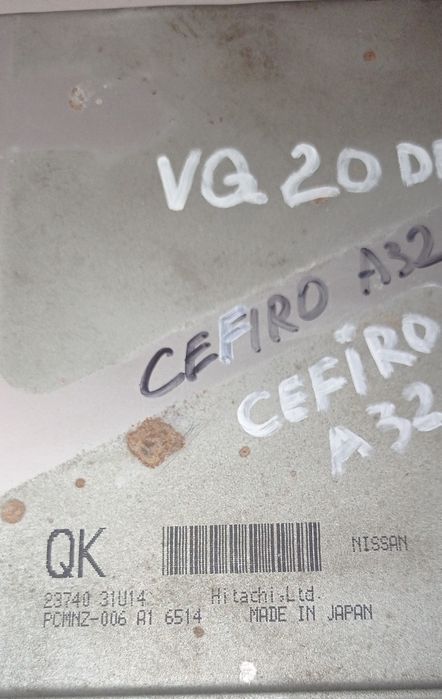 VQ 20 DE
CEFIRO A32
CEFIRO
A32
QK
NISSAN
23740 31U14 Hitachi,Ltd.
PCMNZ-006 A1 6514 MADE IN JAPAN